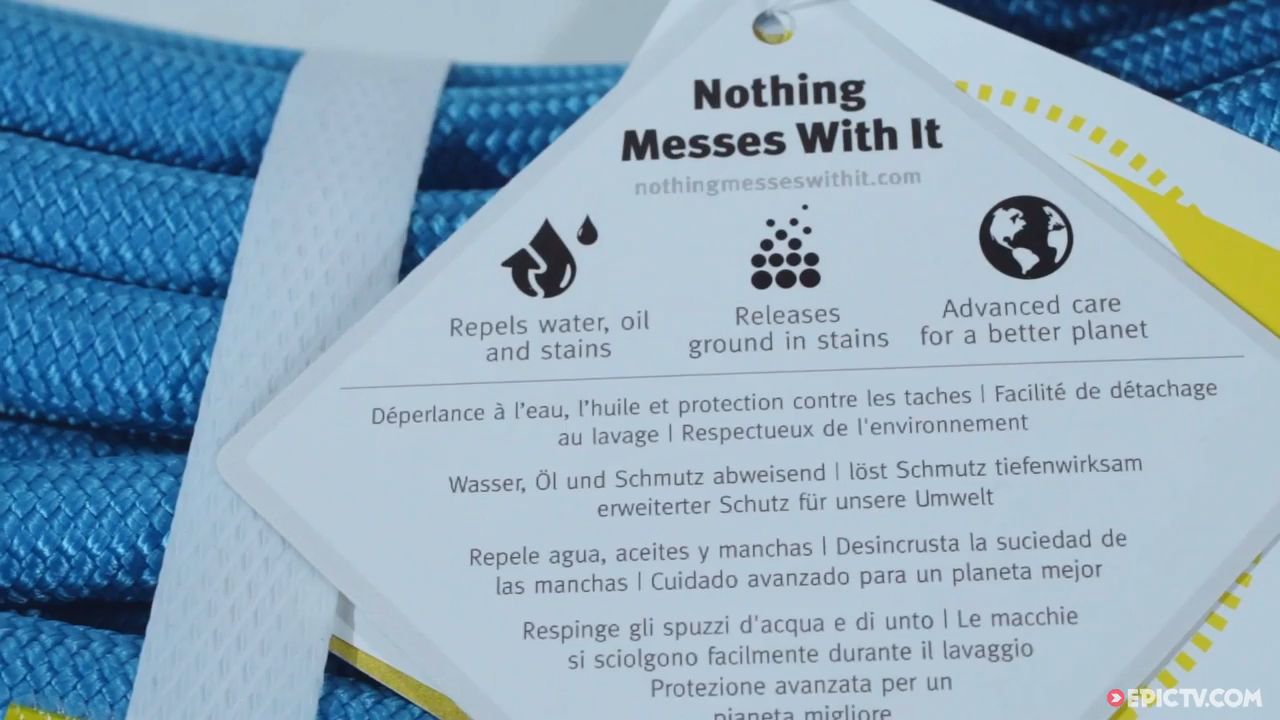 Nothing
Messes With It
nothingmesseswithit.com
Repels water, oil
and stains
Releases
ground in stains
Advanced care
for a better planet
Déperlance à l'eau, l'huile et protection contre les taches | Facilité de détachage
au lavage | Respectueux de l'environnement
Wasser, Öl und Schmutz abweisend | löst Schmutz tiefenwirksam
erweiterter Schutz für unsere Umwelt
Repele agua, aceites y manchas | Desincrusta la suciedad de
las manchas | Cuidado avanzado para un planeta mejor
Respinge gli spuzzi d'acqua e di unto | Le macchie
si sciolgono facilmente durante il lavaggio
Protezione avanzata per un
pianeta migliore
EPICTV.COM